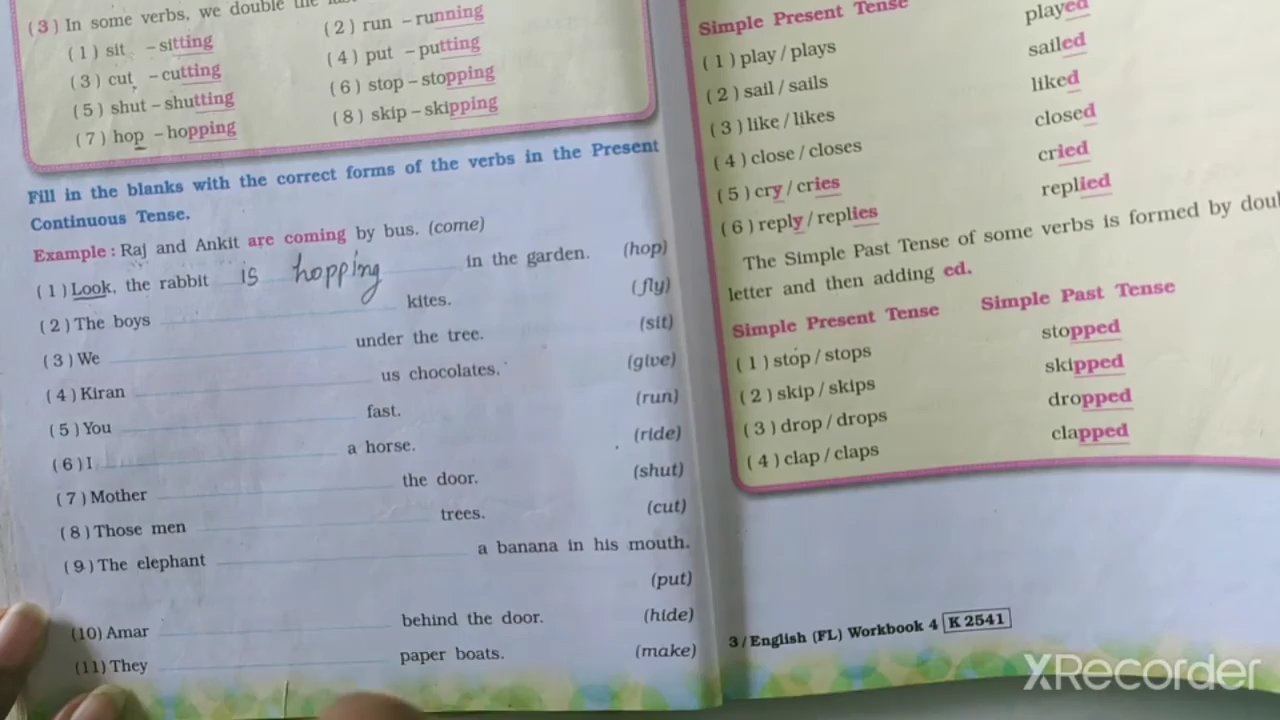 (3) In some verbs, we double the
(1) sit – sitting
(2) run – running
(3) cut – cutting
(4) put – putting
(5) shut – shutting
(6) stop – stopping
(7) hop – hopping
(8) skip – skipping
Fill in the blanks with the correct forms of the verbs in the Present
Continuous Tense.
Example : Raj and Ankit are coming by bus. (come)
(1) Look, the rabbit is hopping in the garden. (hop)
(2) The boys kites. (fly)
(3) We under the tree. (sit)
(4) Kiran us chocolates. (give)
(5) You fast. (run)
(6) I a horse. (ride)
(7) Mother the door. (shut)
(8) Those men trees. (cut)
(9) The elephant a banana in his mouth.
(put)
(10) Amar behind the door. (hide)
(11) They paper boats. (make)
Simple Present Tense
(1) play / plays played
(2) sail / sails sailed
(3) like / likes liked
(4) close / closes closed
(5) cry / cries cried
(6) reply / replies replied
The Simple Past Tense of some verbs is formed by
letter and then adding ed.
Simple Present Tense Simple Past Tense
(1) stop / stops stopped
(2) skip / skips skipped
(3) drop / drops dropped
(4) clap / claps clapped
3 / English (FL) Workbook 4 K 2541
XRecorder